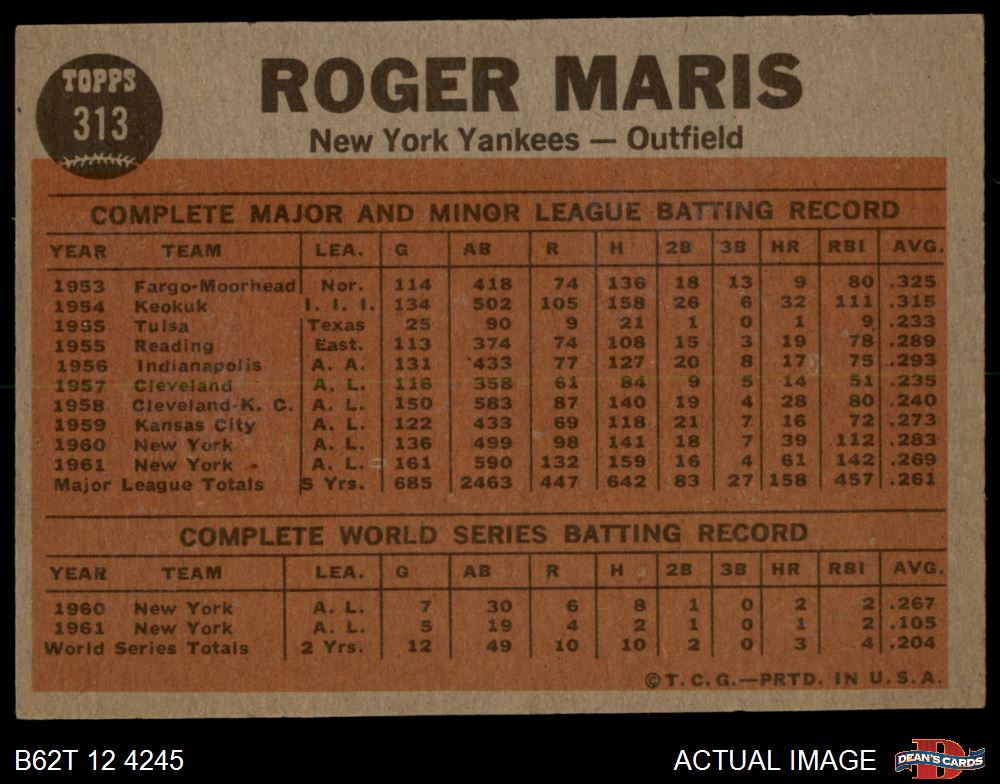 TOPPS
313
ROGER MARIS
New York Yankees — Outfield
COMPLETE MAJOR AND MINOR LEAGUE BATTING RECORD
YEAR TEAM LEA. G AB R H 2B 3B HR RBI AVG.
1953 Fargo-Moorhead Nor. 114 418 74 136 18 13 9 80 .325
1954 Keokuk I. I. I. 134 502 105 158 26 6 32 111 .315
1955 Tulsa Texas 25 90 9 21 1 0 1 9 .233
1955 Reading East. 113 374 74 108 15 3 19 78 .289
1956 Indianapolis A. A. 131 433 77 127 20 8 17 75 .293
1957 Cleveland A. L. 116 358 61 84 9 5 14 51 .235
1958 Cleveland-K. C. A. L. 150 583 87 140 19 4 28 80 .240
1959 Kansas City A. L. 122 433 69 118 21 7 16 72 .273
1960 New York A. L. 136 499 98 141 18 7 39 112 .283
1961 New York A. L. 161 590 132 159 16 4 61 142 .269
Major League Totals 5 Yrs. 685 2463 447 642 83 27 158 457 .261
COMPLETE WORLD SERIES BATTING RECORD
YEAR TEAM LEA. G AB R H 2B 3B HR RBI AVG.
1960 New York A. L. 7 30 6 8 1 0 2 2 .267
1961 New York A. L. 5 19 4 2 1 0 1 2 .105
World Series Totals 2 Yrs. 12 49 10 10 2 0 3 4 .204
©T.C.G.—PRTD. IN U.S.A.
B62T 12 4245
ACTUAL IMAGE
DEAN'S CARDS